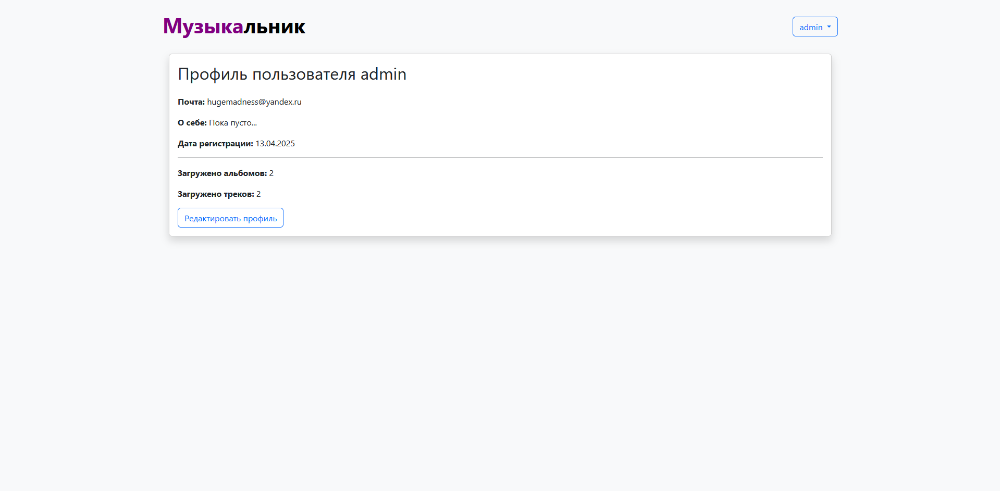 Музыкальник
admin
Профиль пользователя admin
Почта: hugemadness@yandex.ru
О себе: Пока пусто...
Дата регистрации: 13.04.2025
Загружено альбомов: 2
Загружено треков: 2
Редактировать профиль